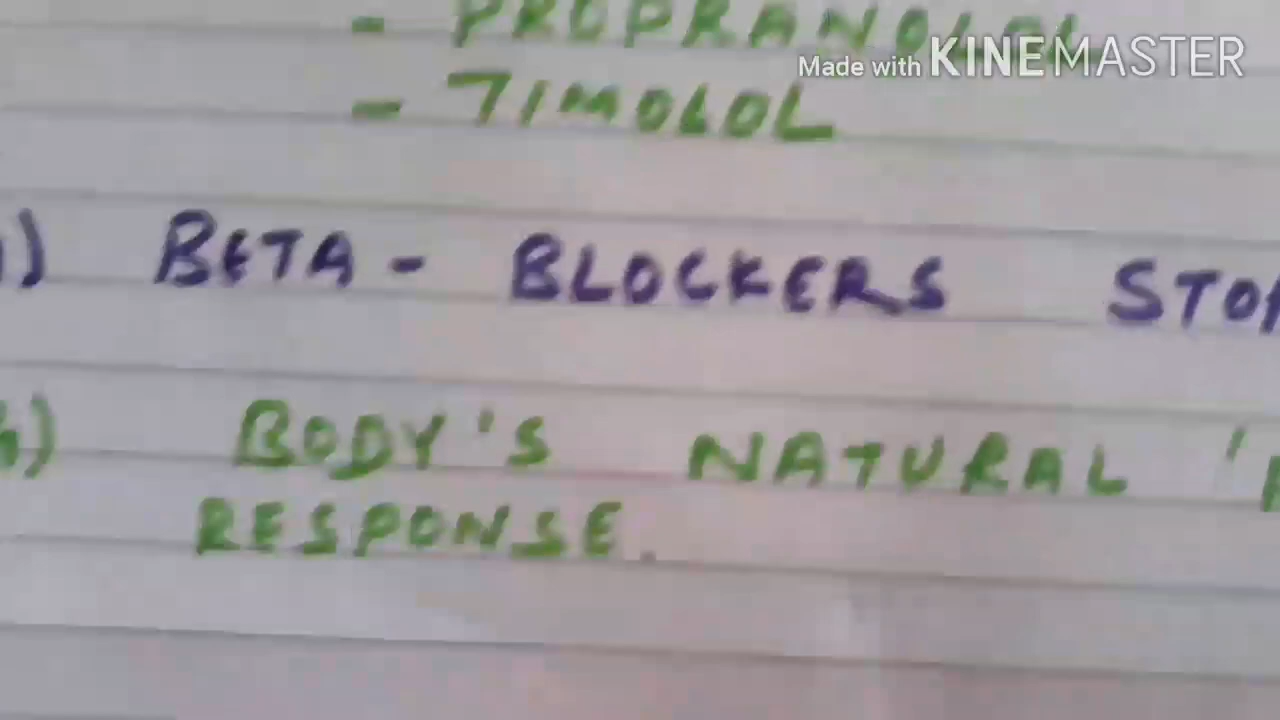 - PROPRANOLOL
Made with KINEMASTER
- TIMOLOL
BETA - BLOCKERS
BODY'S NATURAL
RESPONSE.